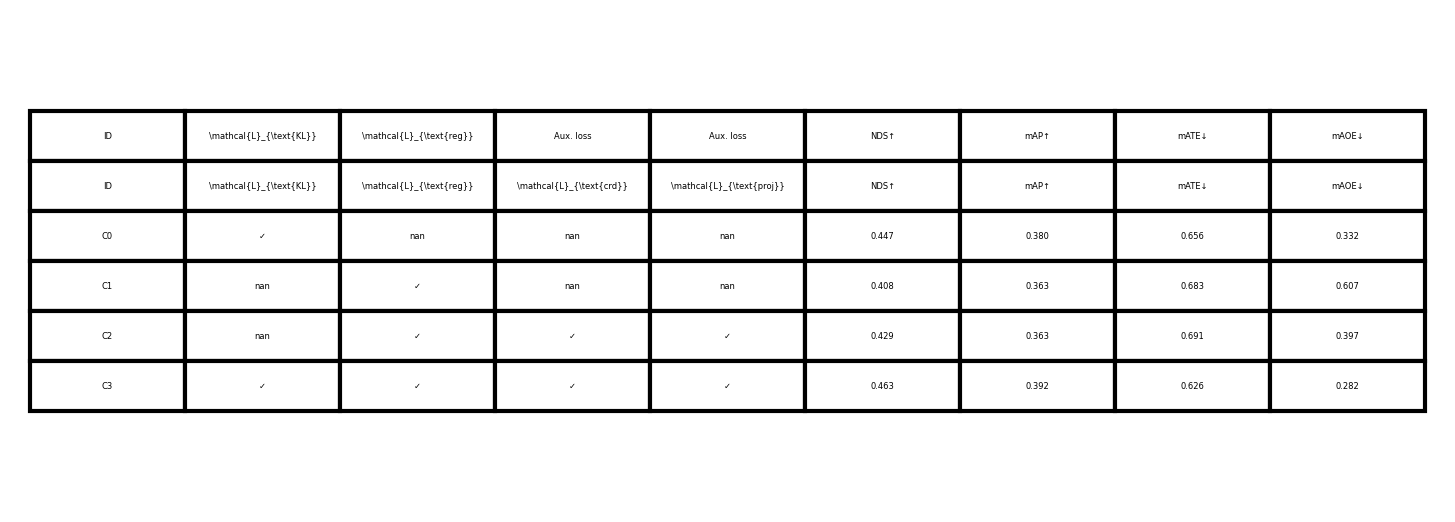 ID \mathcal{L}_{\text{KL}} \mathcal{L}_{\text{reg}} Aux. loss Aux. loss NDS↑ mAP↑ mATE↓ mAOE↓
ID \mathcal{L}_{\text{KL}} \mathcal{L}_{\text{reg}} \mathcal{L}_{\text{crd}} \mathcal{L}_{\text{proj}} NDS↑ mAP↑ mATE↓ mAOE↓
C0 ✓ nan nan nan 0.447 0.380 0.656 0.332
C1 nan ✓ nan nan 0.408 0.363 0.683 0.607
C2 nan ✓ ✓ ✓ 0.429 0.363 0.691 0.397
C3 ✓ ✓ ✓ ✓ 0.463 0.392 0.626 0.282